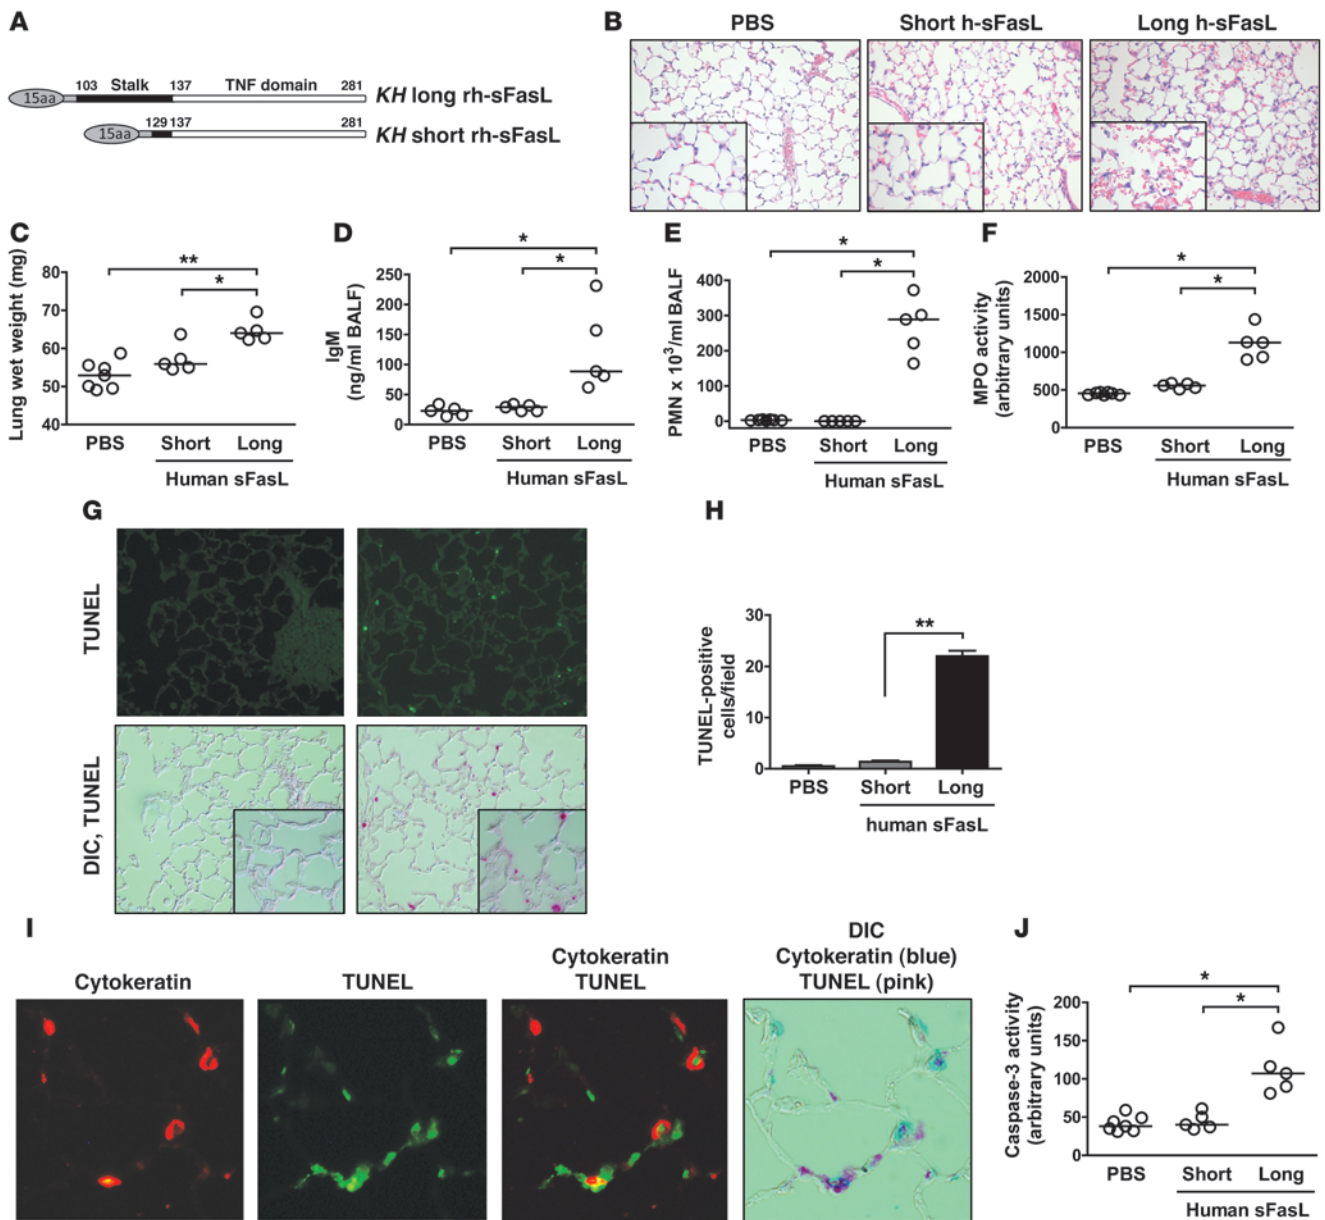 A
103 Stalk 137 TNF domain 281
15aa
KH long rh-sFasL
129 137 281
15aa
KH short rh-sFasL
B
PBS Short h-sFasL Long h-sFasL
C
Lung wet weight (mg)
80
70
60
50
40
** 
*
PBS Short Long
Human sFasL
D
IgM
(ng/ml BALF)
250
200
150
100
50
0
*
*
PBS Short Long
Human sFasL
E
PMN x 10³/ml BALF
400
300
200
100
0
*
*
PBS Short Long
Human sFasL
F
MPO activity
(arbitrary units)
2000
1500
1000
500
0
*
*
PBS Short Long
Human sFasL
G
TUNEL
DIC, TUNEL
H
TUNEL-positive
cells/field
30
20
10
0
**
PBS Short Long
human sFasL
I
Cytokeratin
TUNEL
Cytokeratin
TUNEL
DIC
Cytokeratin (blue)
TUNEL (pink)
J
Caspase-3 activity
(arbitrary units)
200
150
100
50
0
*
*
PBS Short Long
Human sFasL